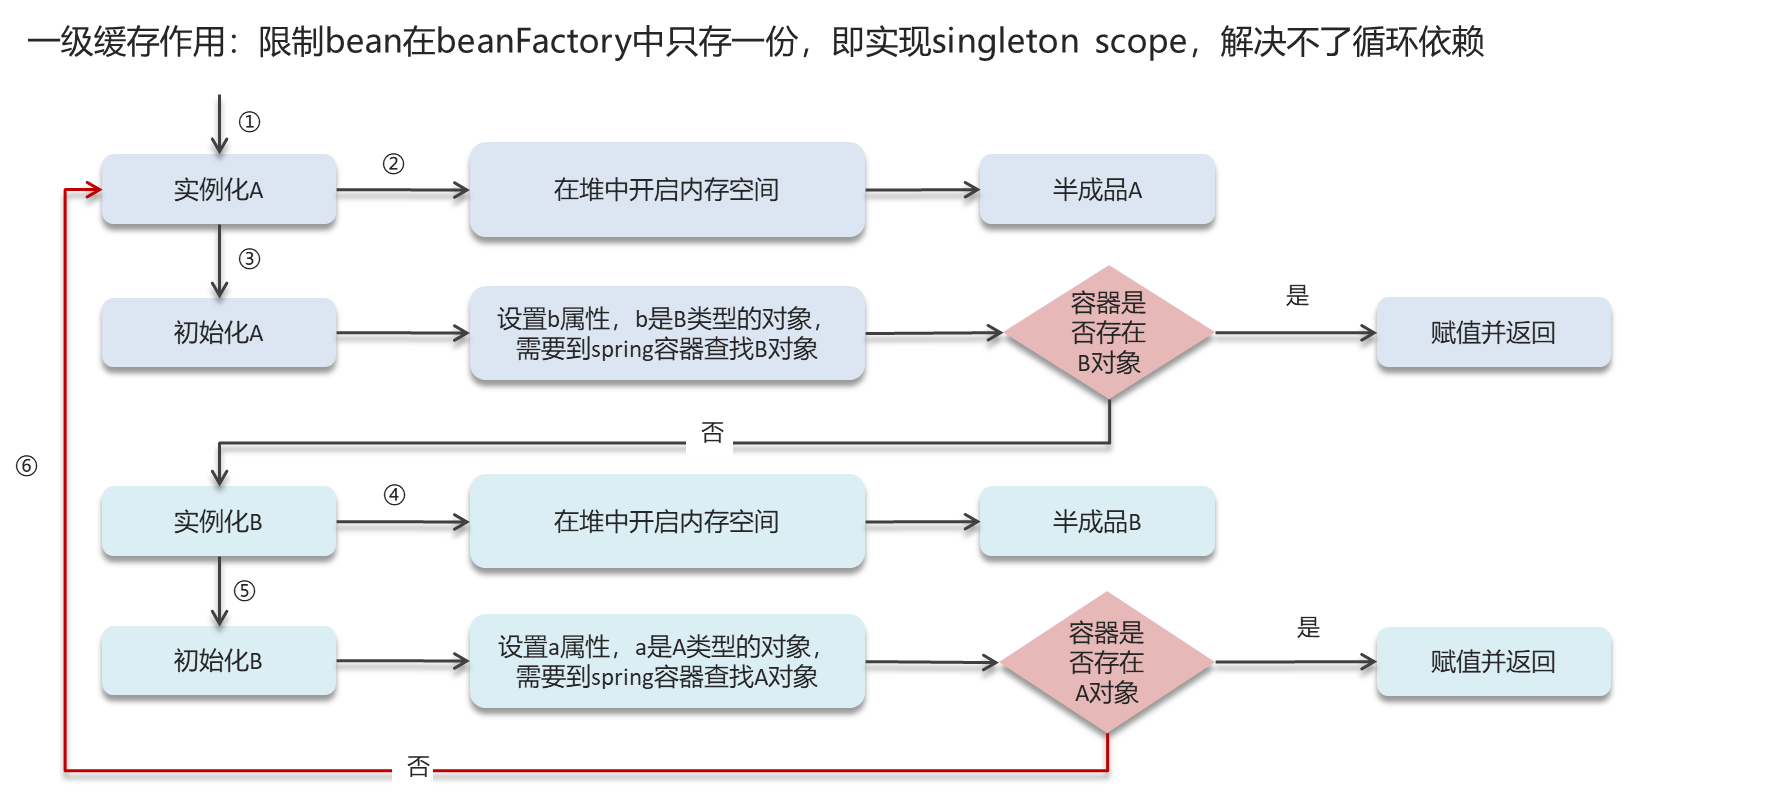 一级缓存作用：限制bean在beanFactory中只存一份，即实现singleton scope，解决不了循环依赖
①
实例化A
②
在堆中开启内存空间
半成品A
③
初始化A
设置b属性，b是B类型的对象，
需要到spring容器查找B对象
容器是
否存在
B对象
是
赋值并返回
否
⑥
实例化B
④
在堆中开启内存空间
半成品B
⑤
初始化B
设置a属性，a是A类型的对象，
需要到spring容器查找A对象
容器是
否存在
A对象
是
赋值并返回
否